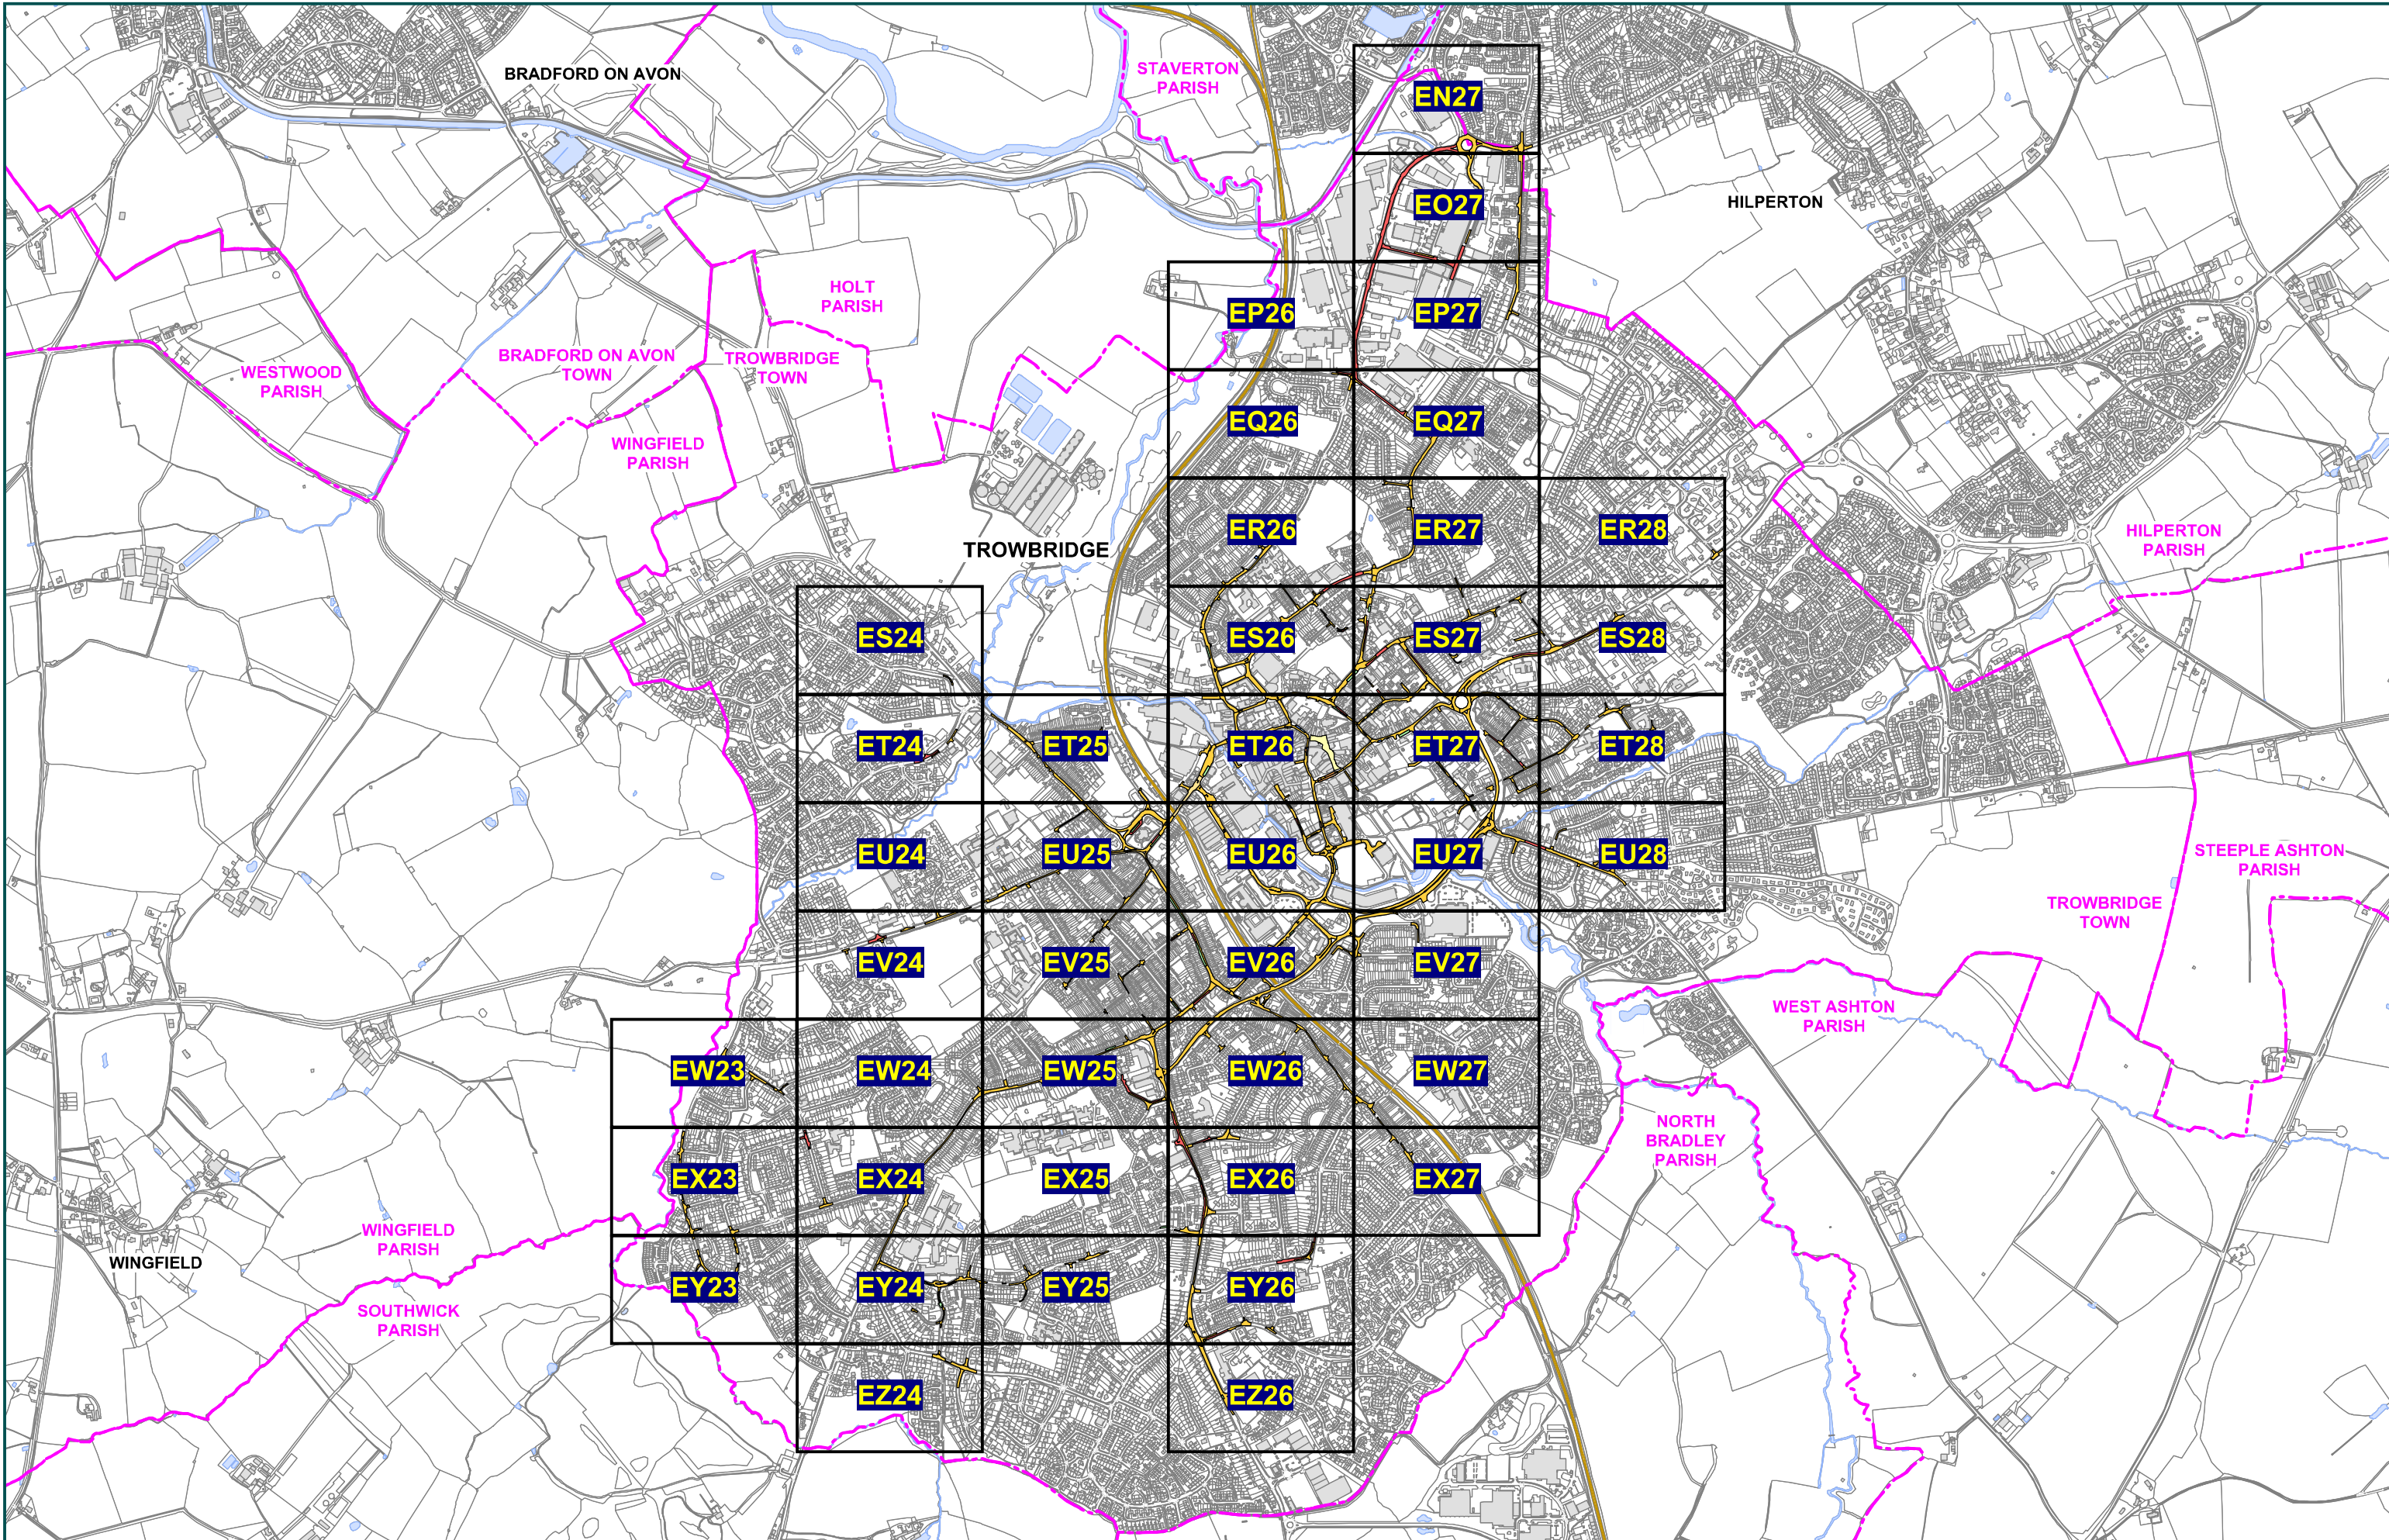 BRADFORD ON AVON
STAVERTON
PARISH
EN27
HILPERTON
EO27
HOLT
PARISH
EP26
EP27
BRADFORD ON AVON
TOWN
TROWBRIDGE
TOWN
WESTWOOD
PARISH
EQ26
EQ27
WINGFIELD
PARISH
ER26
ER27
ER28
HILPERTON
PARISH
TROWBRIDGE
ES24
ES26
ES27
ES28
ET24
ET25
ET26
ET27
ET28
EU24
EU25
EU26
EU27
EU28
STEEPLE ASHTON
PARISH
TROWBRIDGE
TOWN
EV24
EV25
EV26
EV27
WEST ASHTON
PARISH
EW23
EW24
EW25
EW26
EW27
NORTH
BRADLEY
PARISH
EX23
EX24
EX25
EX26
EX27
WINGFIELD
PARISH
WINGFIELD
EY23
EY24
EY25
EY26
SOUTHWICK
PARISH
EZ24
EZ26